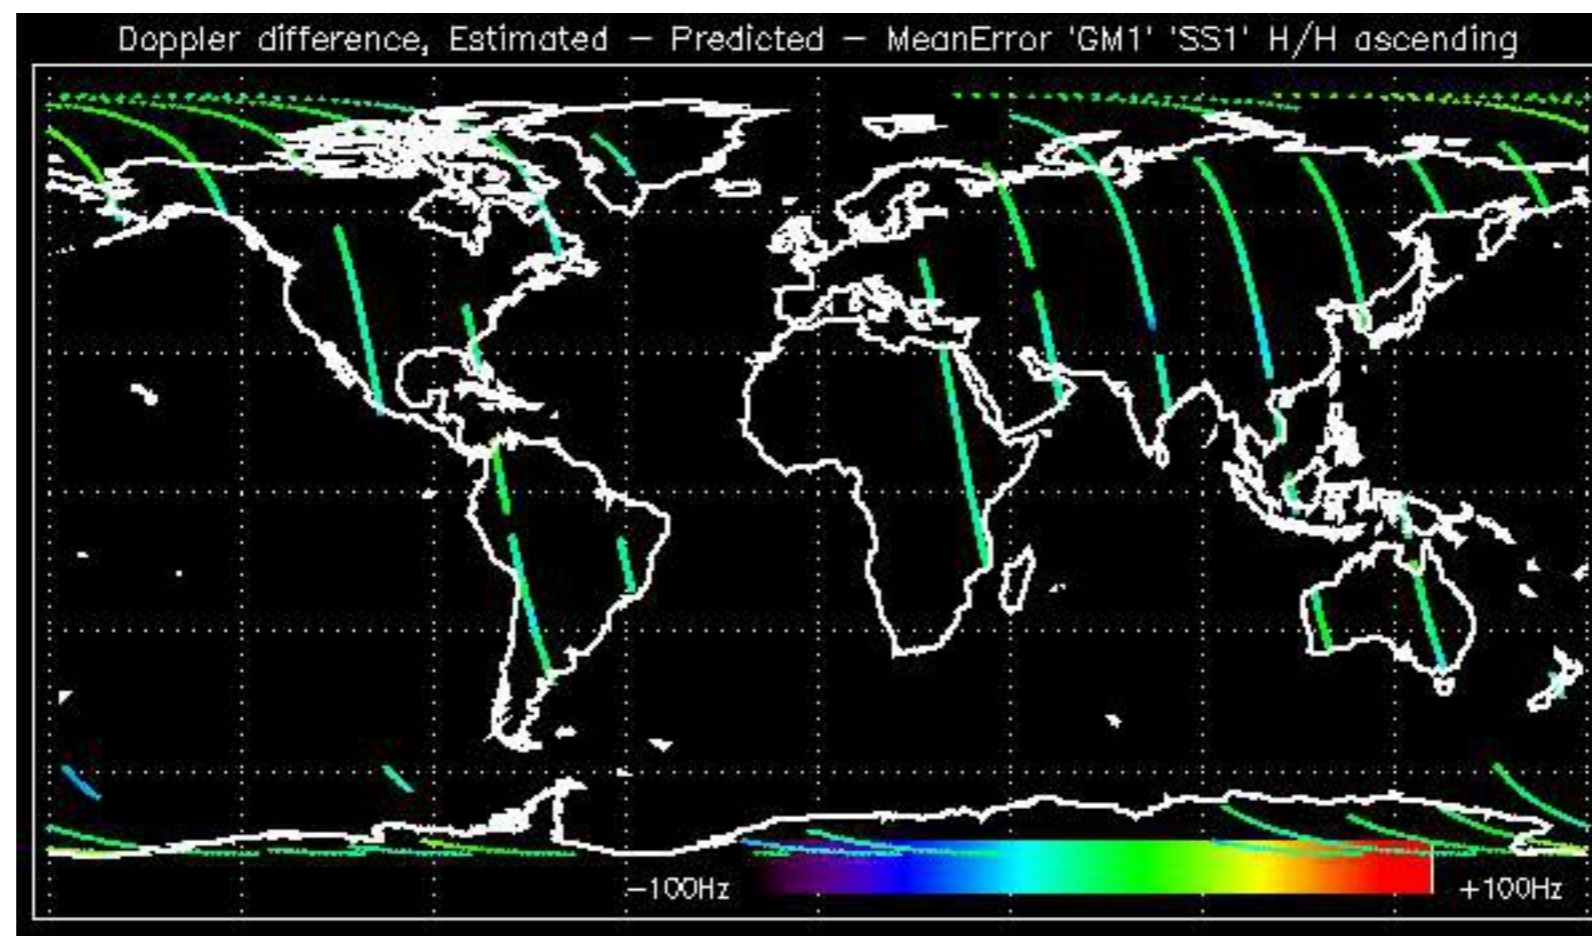 Doppler difference, Estimated – Predicted – MeanError 'GM1' 'SS1' H/H ascending
–100Hz
+100Hz